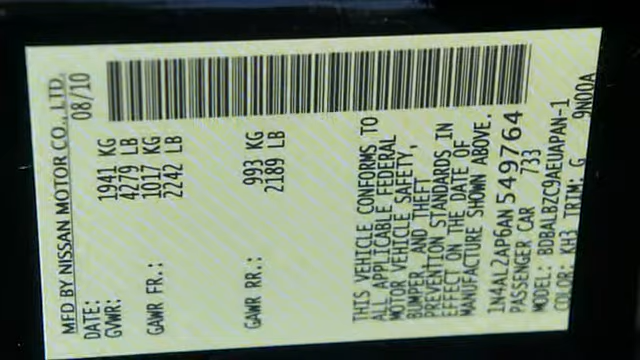 MFD BY NISSAN MOTOR CO., LTD.
DATE: 08/10
GVWR: 1941 KG
4279 LB
GAWR FR.: 1017 KG
2242 LB
GAWR RR.: 993 KG
2189 LB
THIS VEHICLE CONFORMS TO
ALL APPLICABLE FEDERAL
MOTOR VEHICLE SAFETY,
BUMPER, AND THEFT
PREVENTION STANDARDS IN
EFFECT ON THE DATE OF
MANUFACTURE SHOWN ABOVE.
1N4AL2AP6AN549764
PASSENGER CAR 733
MODEL: BDBALBZC9AEUAPAN-1
COLOR: KH3 TRIM: G 9N00A